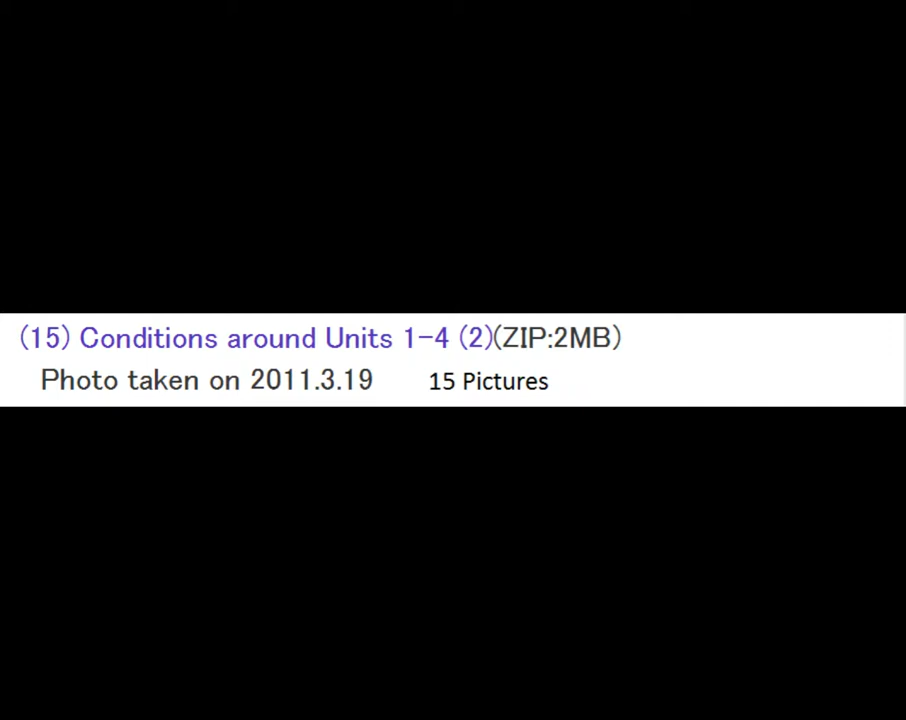 (15) Conditions around Units 1-4 (2)(ZIP:2MB)
Photo taken on 2011.3.19 15 Pictures